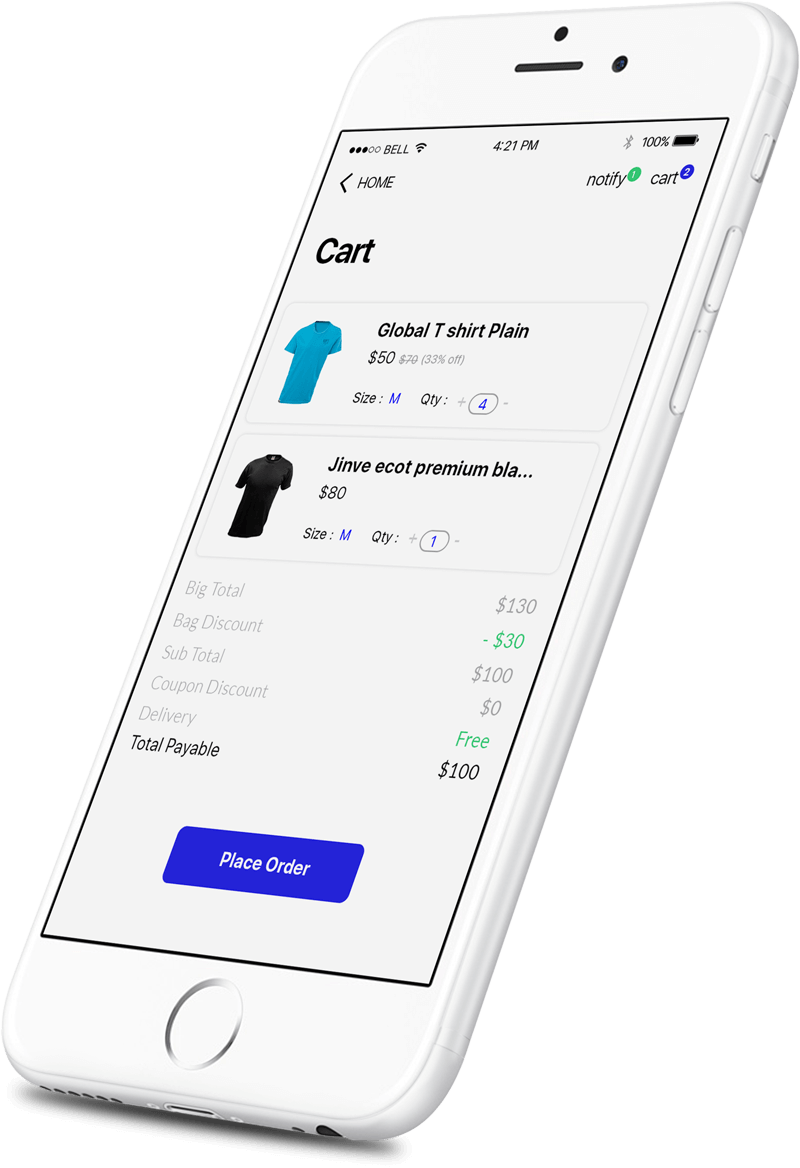 BELL 4:21 PM 100%
HOME notify 1 cart 2
Cart
Global T shirt Plain
$50 $70 (33% off)
Size : M Qty : + 4 -
Jinve ecot premium bla...
$80
Size : M Qty : + 1 -
Big Total $130
Bag Discount - $30
Sub Total $100
Coupon Discount $0
Delivery Free
Total Payable $100
Place Order